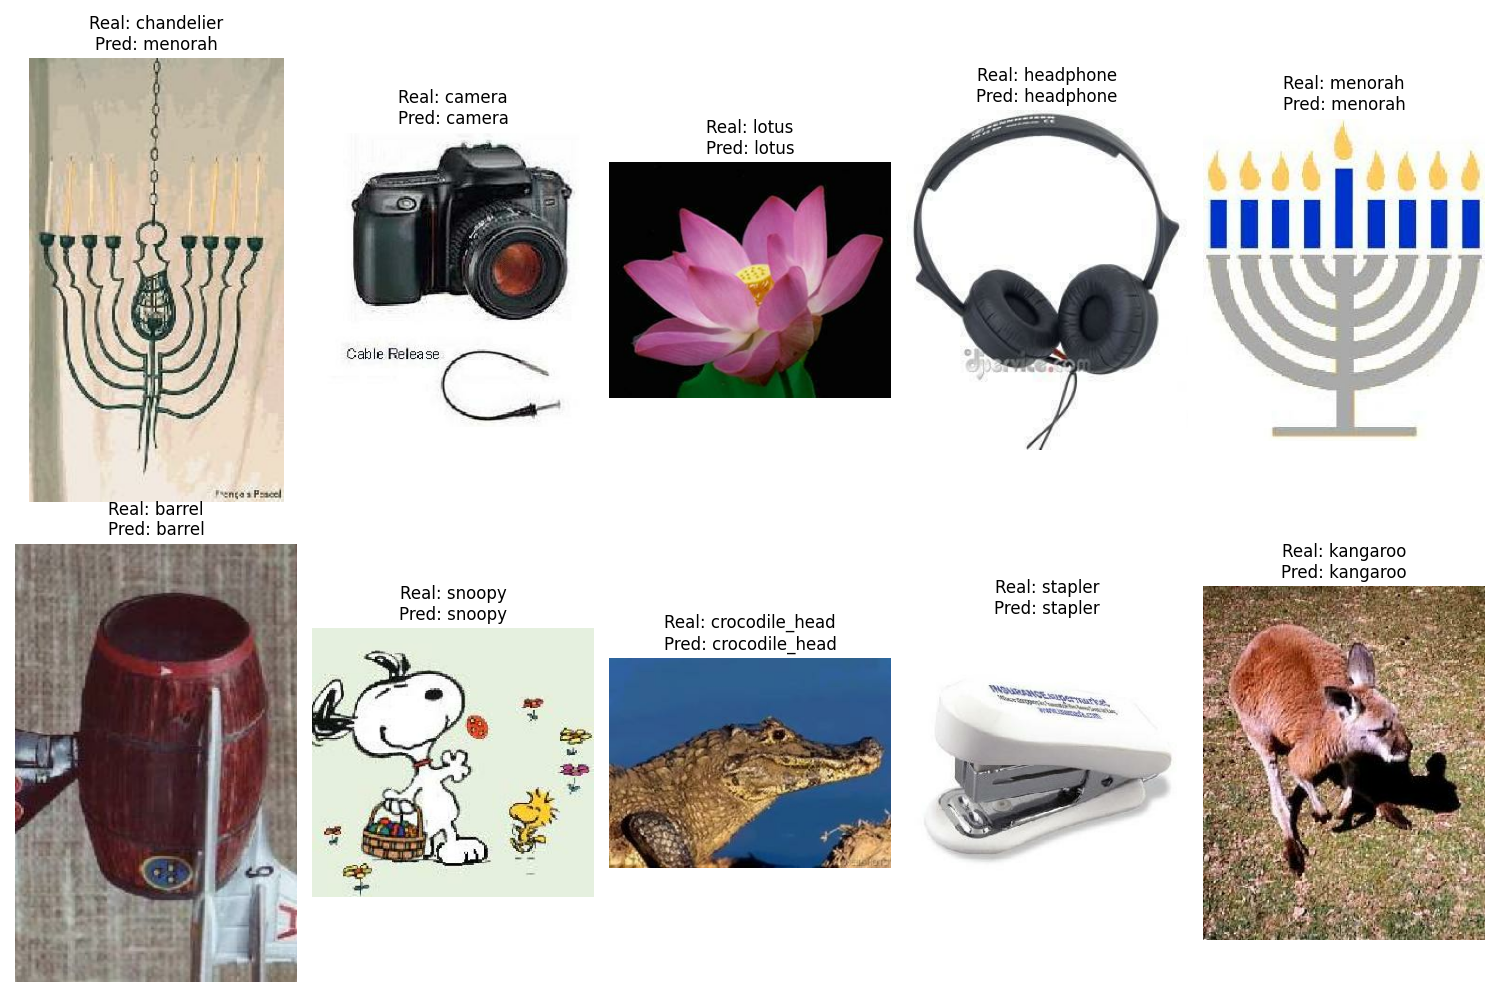 Real: chandelier
Pred: menorah
Real: camera
Pred: camera
Cable Release
Real: lotus
Pred: lotus
Real: headphone
Pred: headphone
djservice.com
Real: menorah
Pred: menorah
Real: barrel
Pred: barrel
Real: snoopy
Pred: snoopy
Real: crocodile_head
Pred: crocodile_head
Real: stapler
Pred: stapler
INSURANCE supermarket
Real: kangaroo
Pred: kangaroo